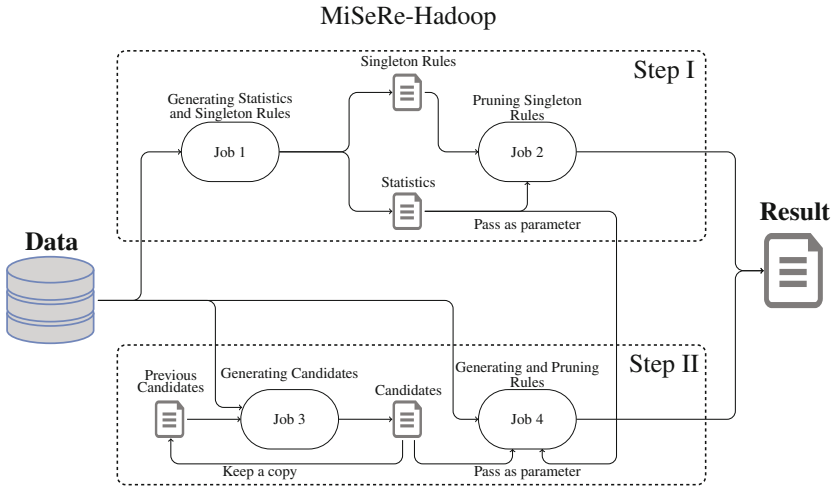 MiSeRe-Hadoop
Step I
Singleton Rules
Generating Statistics
and Singleton Rules
Job 1
Pruning Singleton
Rules
Job 2
Statistics
Pass as parameter
Data
Result
Step II
Previous
Candidates
Generating Candidates
Job 3
Candidates
Generating and Pruning
Rules
Job 4
Keep a copy
Pass as parameter